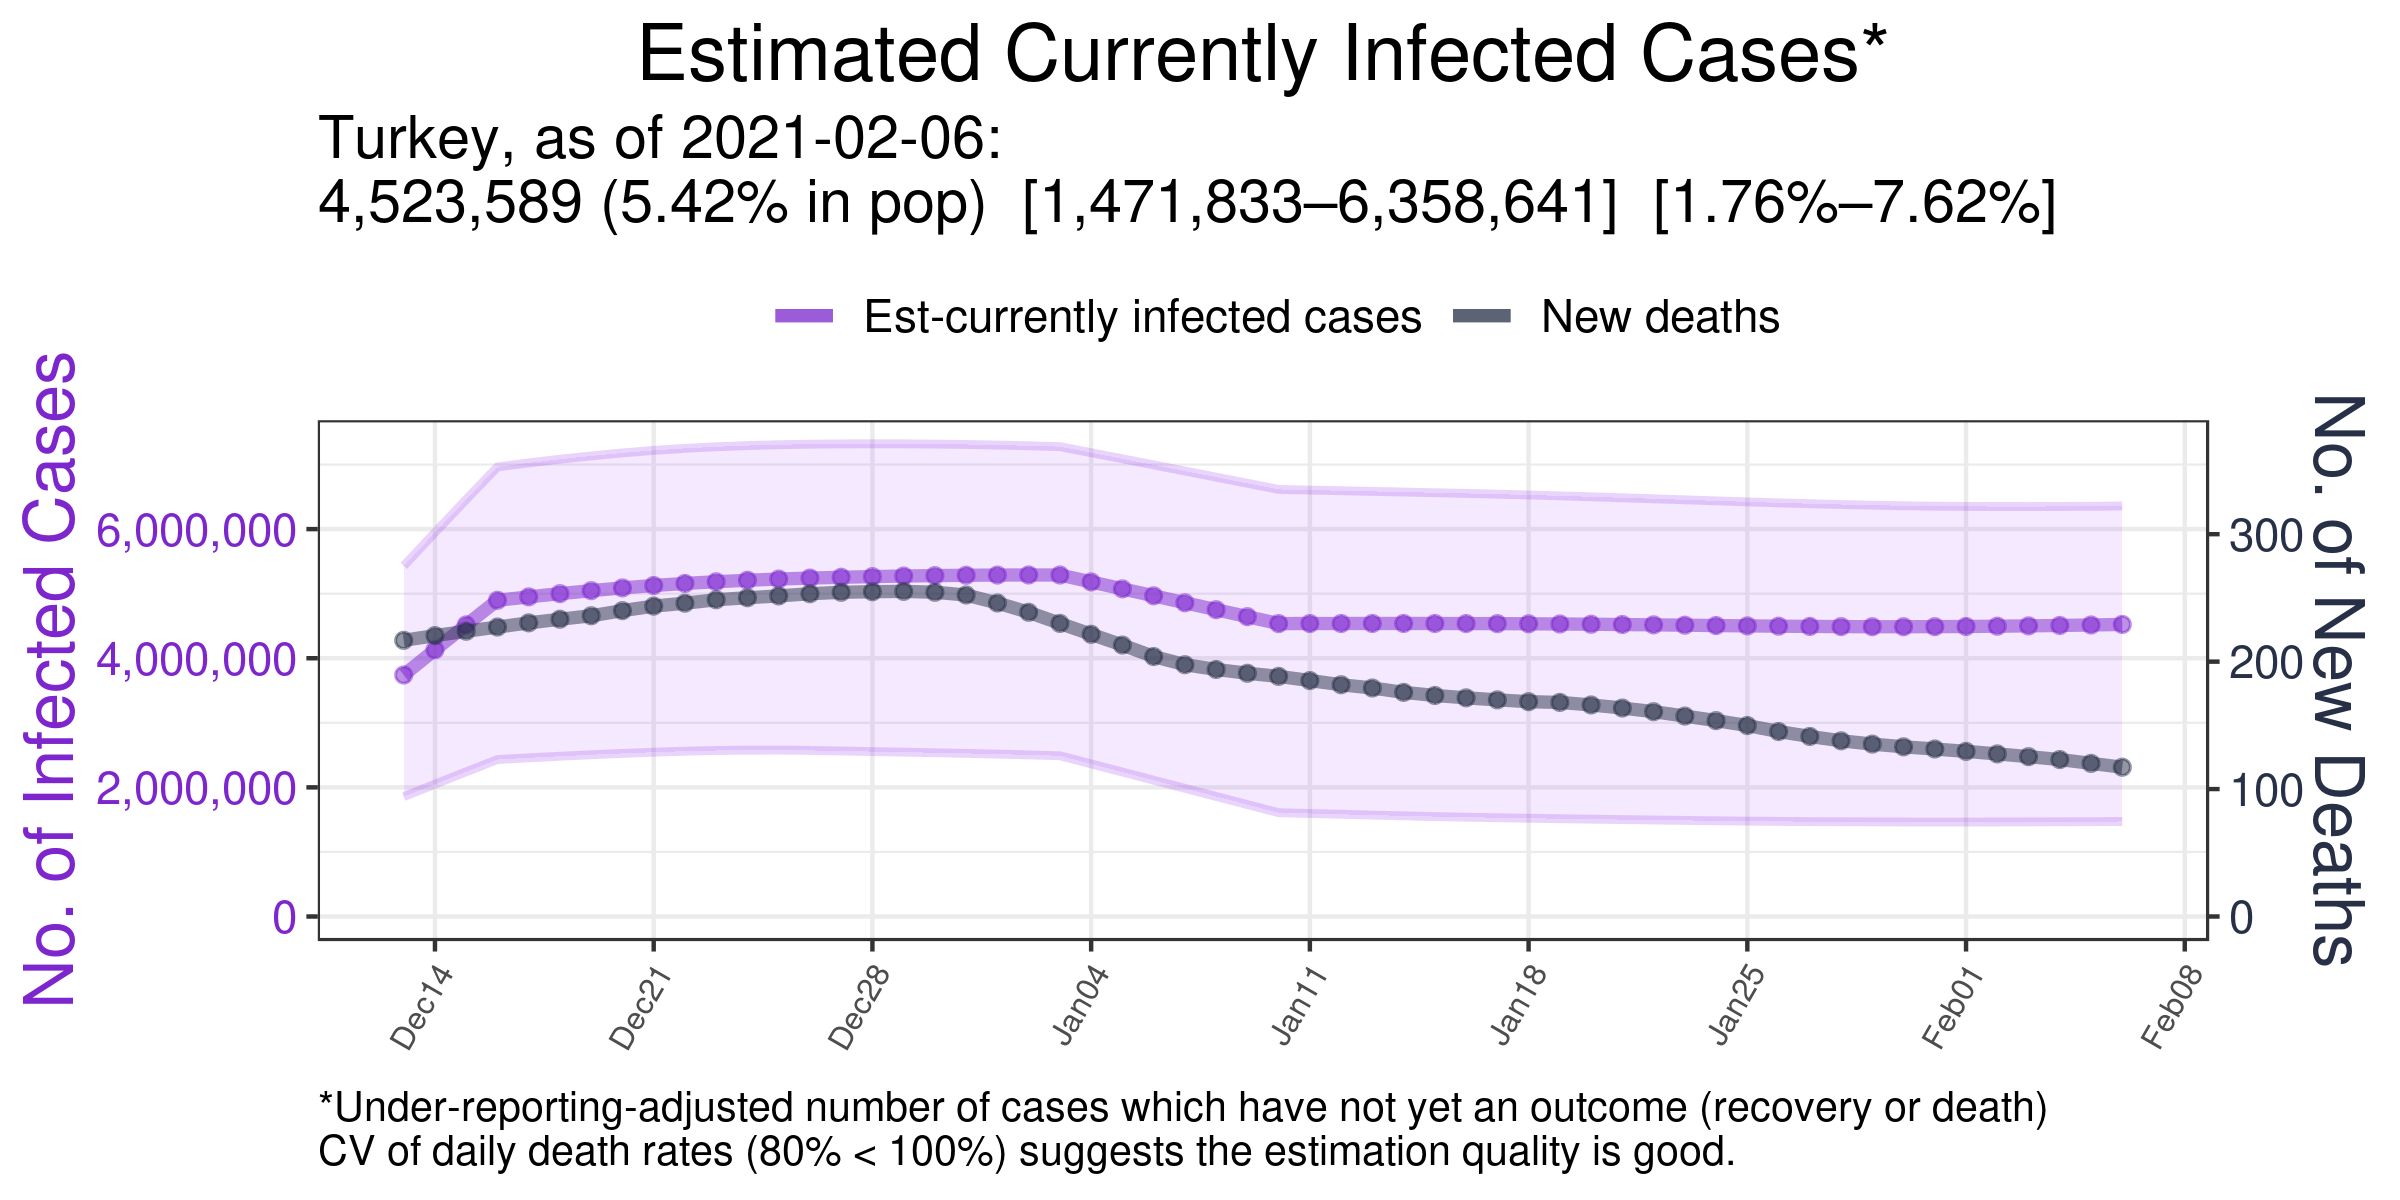 Estimated Currently Infected Cases*
Turkey, as of 2021-02-06:
4,523,589 (5.42% in pop) [1,471,833–6,358,641] [1.76%–7.62%]
Est-currently infected cases
New deaths
No. of Infected Cases
6,000,000
4,000,000
2,000,000
0
300
200
100
0
No. of New Deaths
Dec14
Dec21
Dec28
Jan04
Jan11
Jan18
Jan25
Feb01
Feb08
*Under-reporting-adjusted number of cases which have not yet an outcome (recovery or death)
CV of daily death rates (80% < 100%) suggests the estimation quality is good.